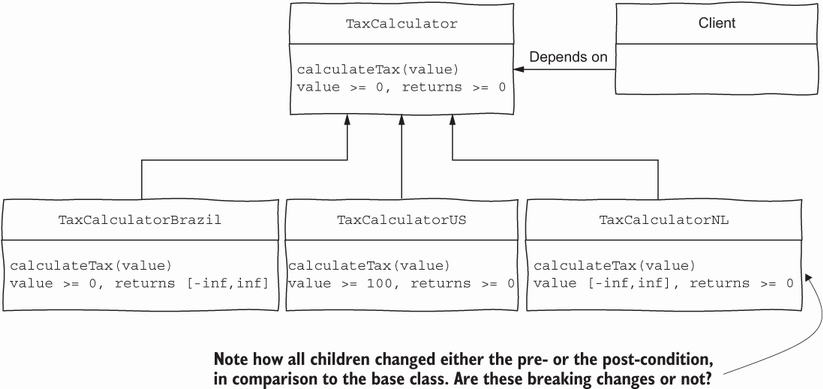 TaxCalculator
calculateTax(value)
value >= 0, returns >= 0
Client
Depends on
TaxCalculatorBrazil
calculateTax(value)
value >= 0, returns [-inf,inf]
TaxCalculatorUS
calculateTax(value)
value >= 100, returns >= 0
TaxCalculatorNL
calculateTax(value)
value [-inf,inf], returns >= 0
Note how all children changed either the pre- or the post-condition,
in comparison to the base class. Are these breaking changes or not?